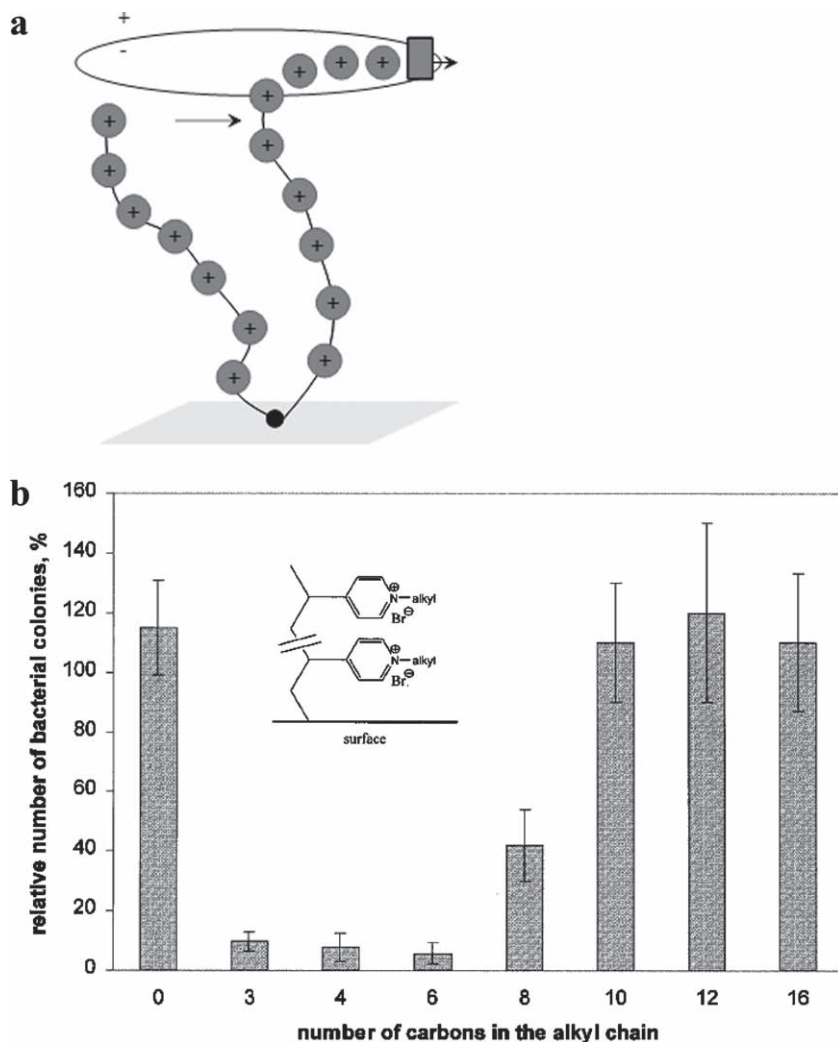 a
+
-
+ + + +
+ +
+ +
+ +
+ +
+ +
+ +
b
relative number of bacterial colonies, %
160
140
120
100
80
60
40
20
0
⊕
N—alkyl
Br⊖
⊕
N—alkyl
Br.⊖
surface
0 3 4 6 8 10 12 16
number of carbons in the alkyl chain